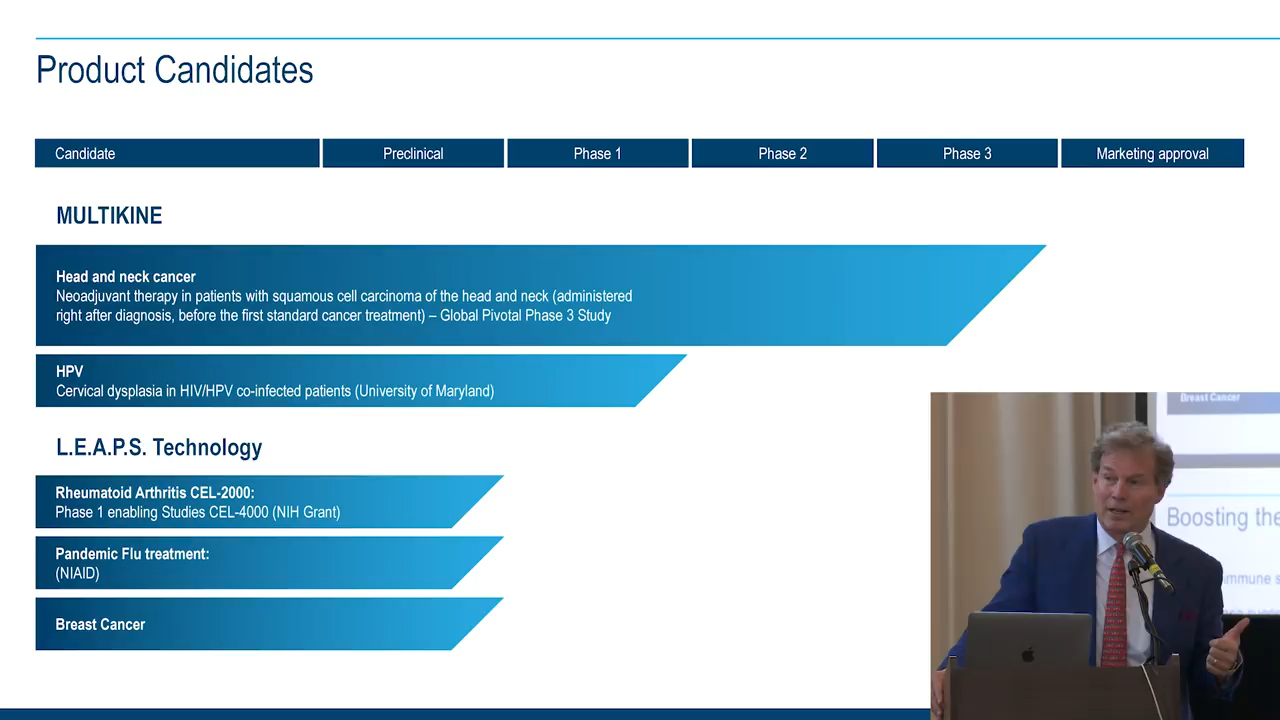 Product Candidates
Candidate
Preclinical
Phase 1
Phase 2
Phase 3
Marketing approval
MULTIKINE
Head and neck cancer
Neoadjuvant therapy in patients with squamous cell carcinoma of the head and neck (administered
right after diagnosis, before the first standard cancer treatment) – Global Pivotal Phase 3 Study
HPV
Cervical dysplasia in HIV/HPV co-infected patients (University of Maryland)
L.E.A.P.S. Technology
Rheumatoid Arthritis CEL-2000:
Phase 1 enabling Studies CEL-4000 (NIH Grant)
Pandemic Flu treatment:
(NIAID)
Breast Cancer
Breast Cancer
Boosting the